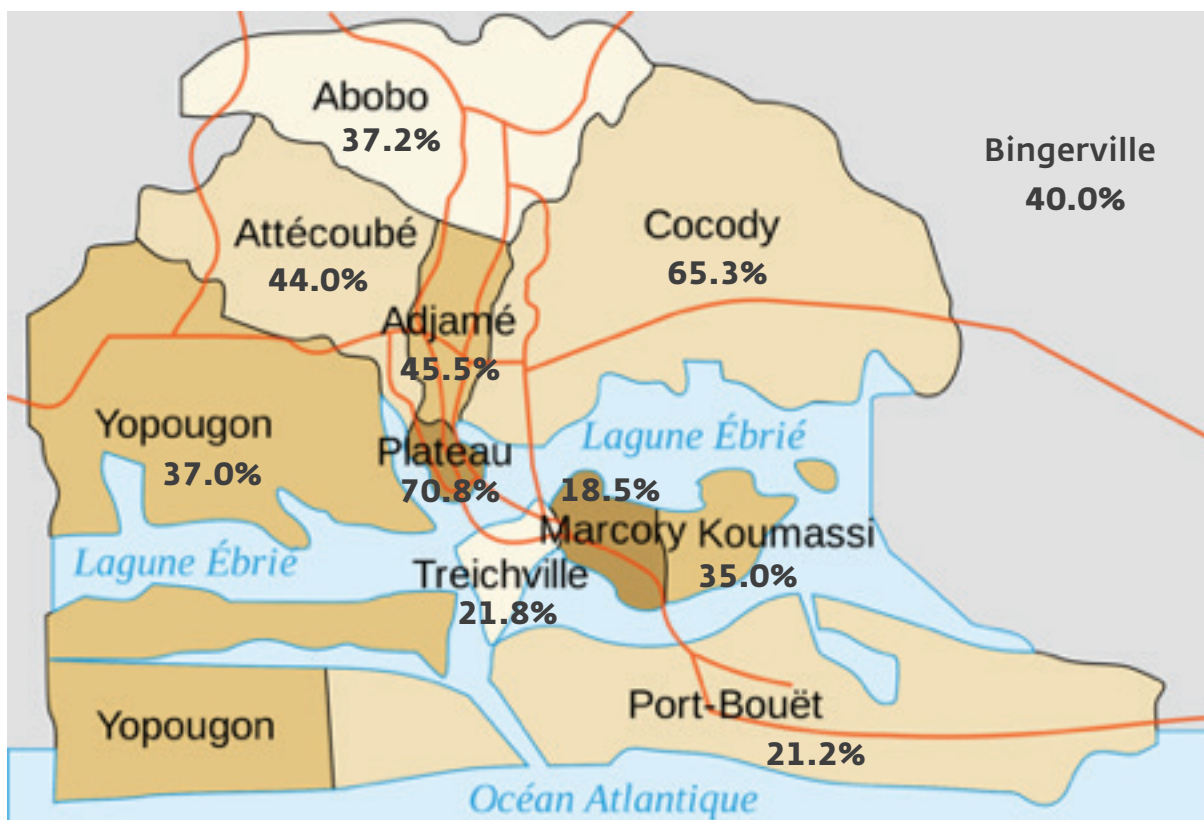 Abobo
37.2%
Bingerville
40.0%
Attécoubé
44.0%
Cocody
65.3%
Adjamé
45.5%
Yopougon
37.0%
Plateau
70.8%
Lagune Ébrié
18.5%
Marcory
Koumassi
35.0%
Lagune Ébrié
Treichville
21.8%
Yopougon
Port-Bouët
21.2%
Océan Atlantique